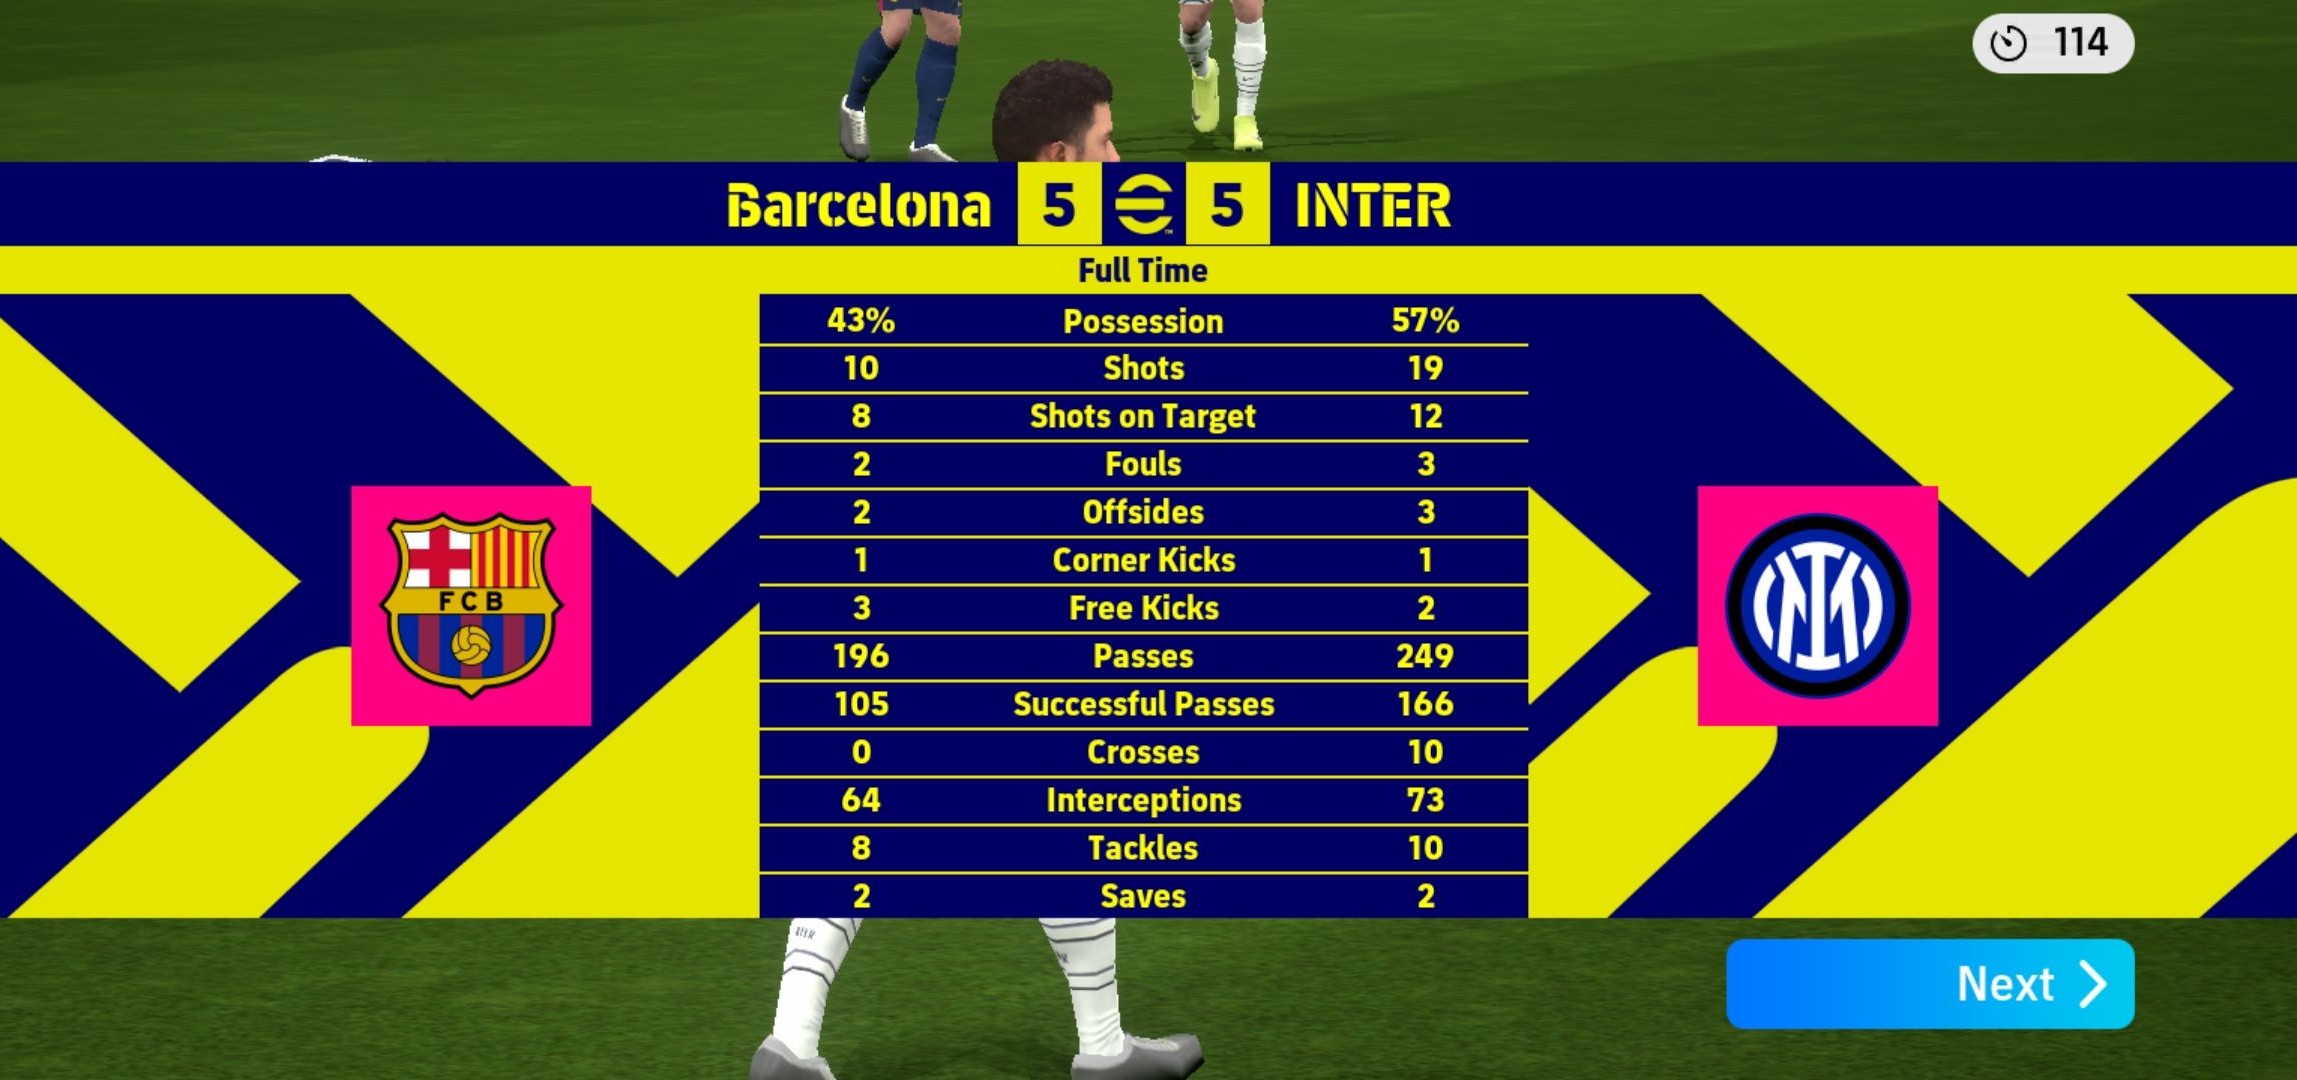 114
Barcelona 5 5 INTER
Full Time
43% Possession 57%
10 Shots 19
8 Shots on Target 12
2 Fouls 3
2 Offsides 3
1 Corner Kicks 1
3 Free Kicks 2
FCB
196 Passes 249
105 Successful Passes 166
0 Crosses 10
64 Interceptions 73
8 Tackles 10
2 Saves 2
Next